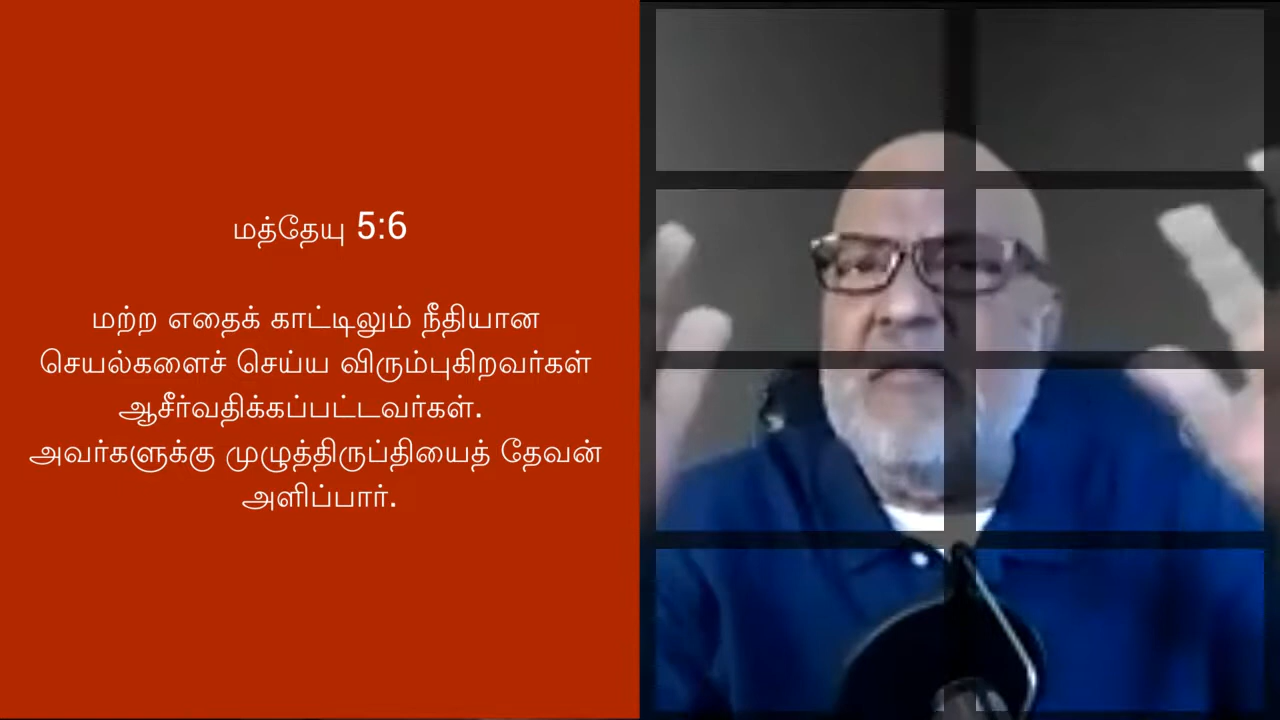 மத்தேயு 5:6
மற்ற எதைக் காட்டிலும் நீதியான
செயல்களைச் செய்ய விரும்புகிறவர்கள்
ஆசீர்வதிக்கப்பட்டவர்கள்.
அவர்களுக்கு முழுத்திருப்தியைத் தேவன்
அளிப்பார்.